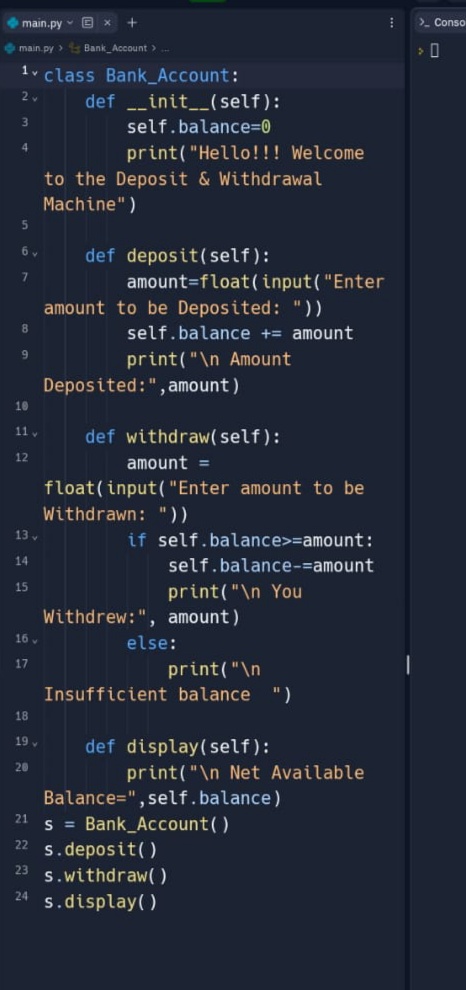 main.py
Conso
main.py > Bank_Account > ...
1 class Bank_Account:
2 def __init__(self):
3 self.balance=0
4 print("Hello!!! Welcome
to the Deposit & Withdrawal
Machine")
5
6 def deposit(self):
7 amount=float(input("Enter
amount to be Deposited: "))
8 self.balance += amount
9 print("\n Amount
Deposited:",amount)
10
11 def withdraw(self):
12 amount =
float(input("Enter amount to be
Withdrawn: "))
13 if self.balance>=amount:
14 self.balance-=amount
15 print("\n You
Withdrew:", amount)
16 else:
17 print("\n
Insufficient balance  ")
18
19 def display(self):
20 print("\n Net Available
Balance=",self.balance)
21 s = Bank_Account()
22 s.deposit()
23 s.withdraw()
24 s.display()